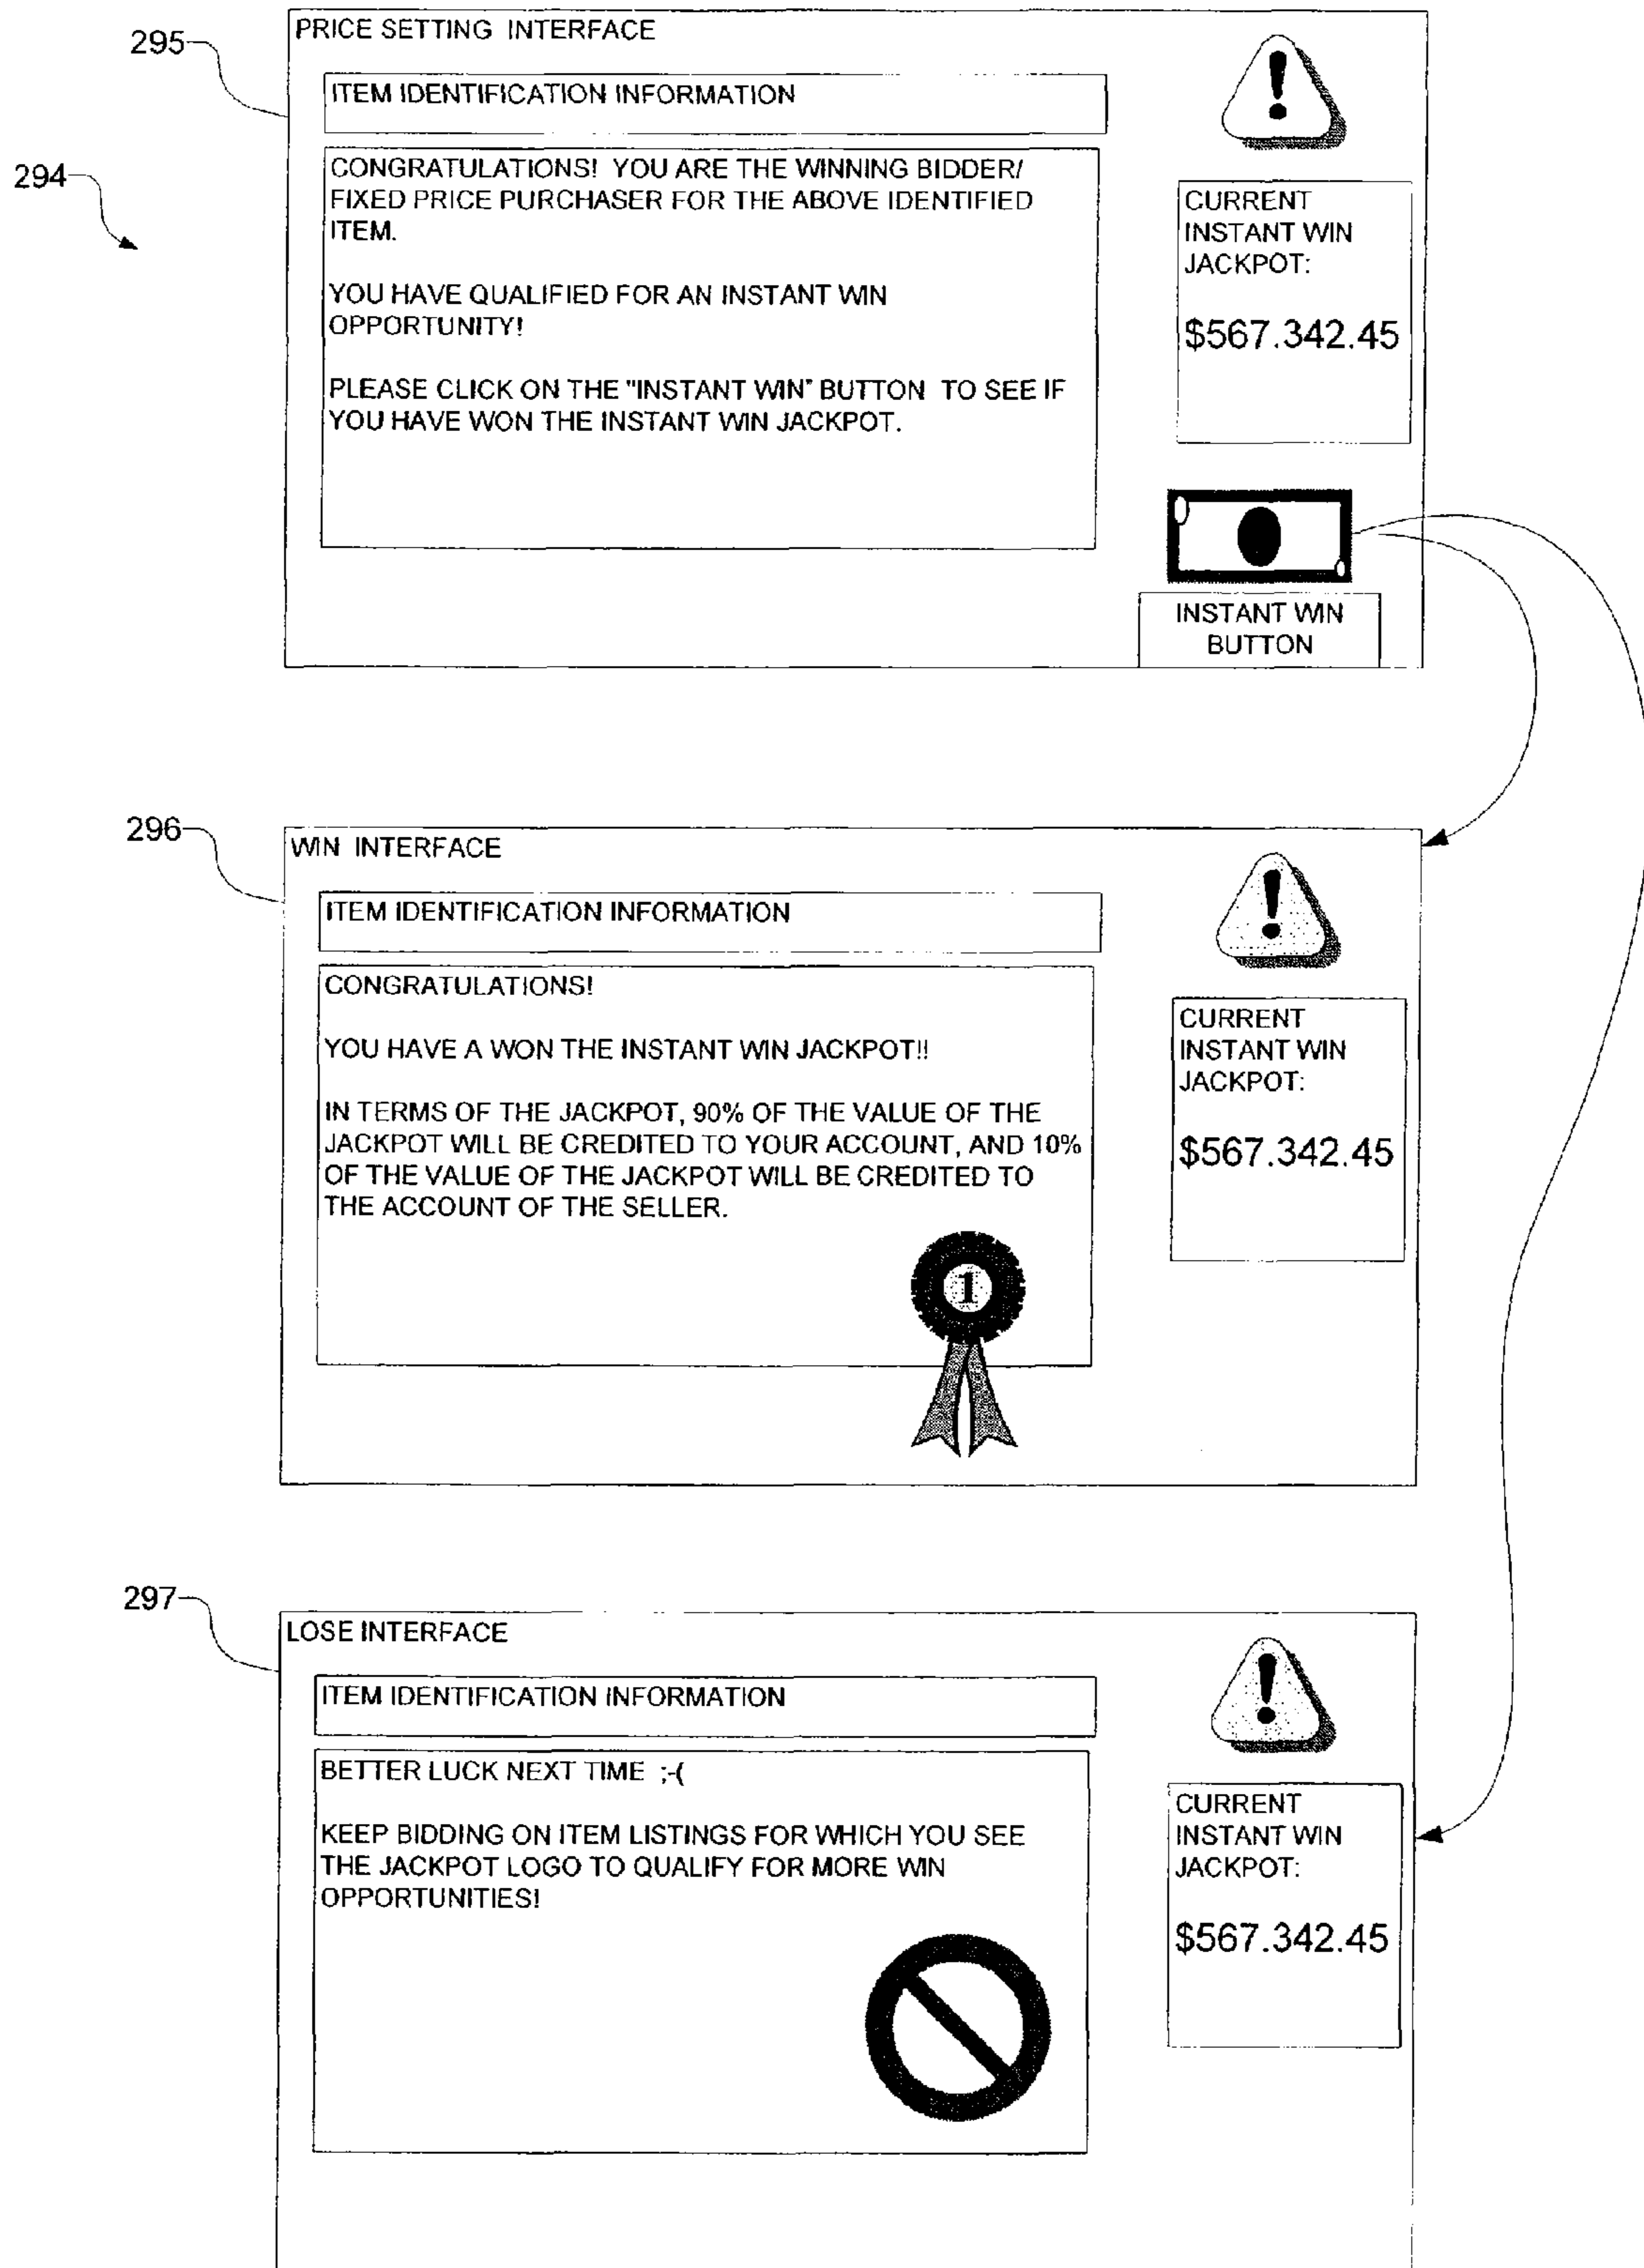 295
PRICE SETTING INTERFACE
ITEM IDENTIFICATION INFORMATION
294
CONGRATULATIONS! YOU ARE THE WINNING BIDDER/
FIXED PRICE PURCHASER FOR THE ABOVE IDENTIFIED
ITEM.
YOU HAVE QUALIFIED FOR AN INSTANT WIN
OPPORTUNITY!
PLEASE CLICK ON THE "INSTANT WIN" BUTTON TO SEE IF
YOU HAVE WON THE INSTANT WIN JACKPOT.
CURRENT
INSTANT WIN
JACKPOT:
$567.342.45
INSTANT WIN
BUTTON
296
WIN INTERFACE
ITEM IDENTIFICATION INFORMATION
CONGRATULATIONS!
YOU HAVE A WON THE INSTANT WIN JACKPOT!!
IN TERMS OF THE JACKPOT, 90% OF THE VALUE OF THE
JACKPOT WILL BE CREDITED TO YOUR ACCOUNT, AND 10%
OF THE VALUE OF THE JACKPOT WILL BE CREDITED TO
THE ACCOUNT OF THE SELLER.
1
CURRENT
INSTANT WIN
JACKPOT:
$567.342.45
297
LOSE INTERFACE
ITEM IDENTIFICATION INFORMATION
BETTER LUCK NEXT TIME ;-(
KEEP BIDDING ON ITEM LISTINGS FOR WHICH YOU SEE
THE JACKPOT LOGO TO QUALIFY FOR MORE WIN
OPPORTUNITIES!
CURRENT
INSTANT WIN
JACKPOT:
$567.342.45